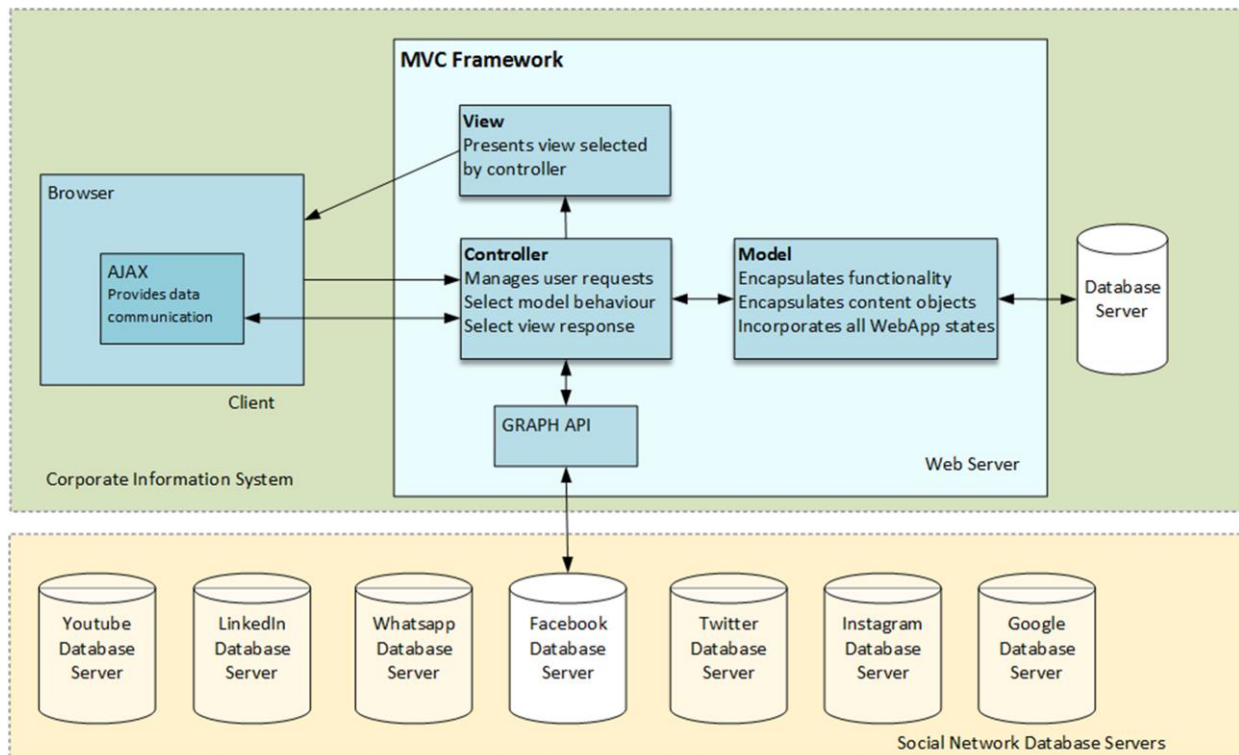 MVC Framework
View
Presents view selected
by controller
Browser
AJAX
Provides data
communication
Client
Controller
Manages user requests
Select model behaviour
Select view response
Model
Encapsulates functionality
Encapsulates content objects
Incorporates all WebApp states
Database
Server
GRAPH API
Web Server
Corporate Information System
Youtube
Database
Server
LinkedIn
Database
Server
Whatsapp
Database
Server
Facebook
Database
Server
Twitter
Database
Server
Instagram
Database
Server
Google
Database
Server
Social Network Database Servers